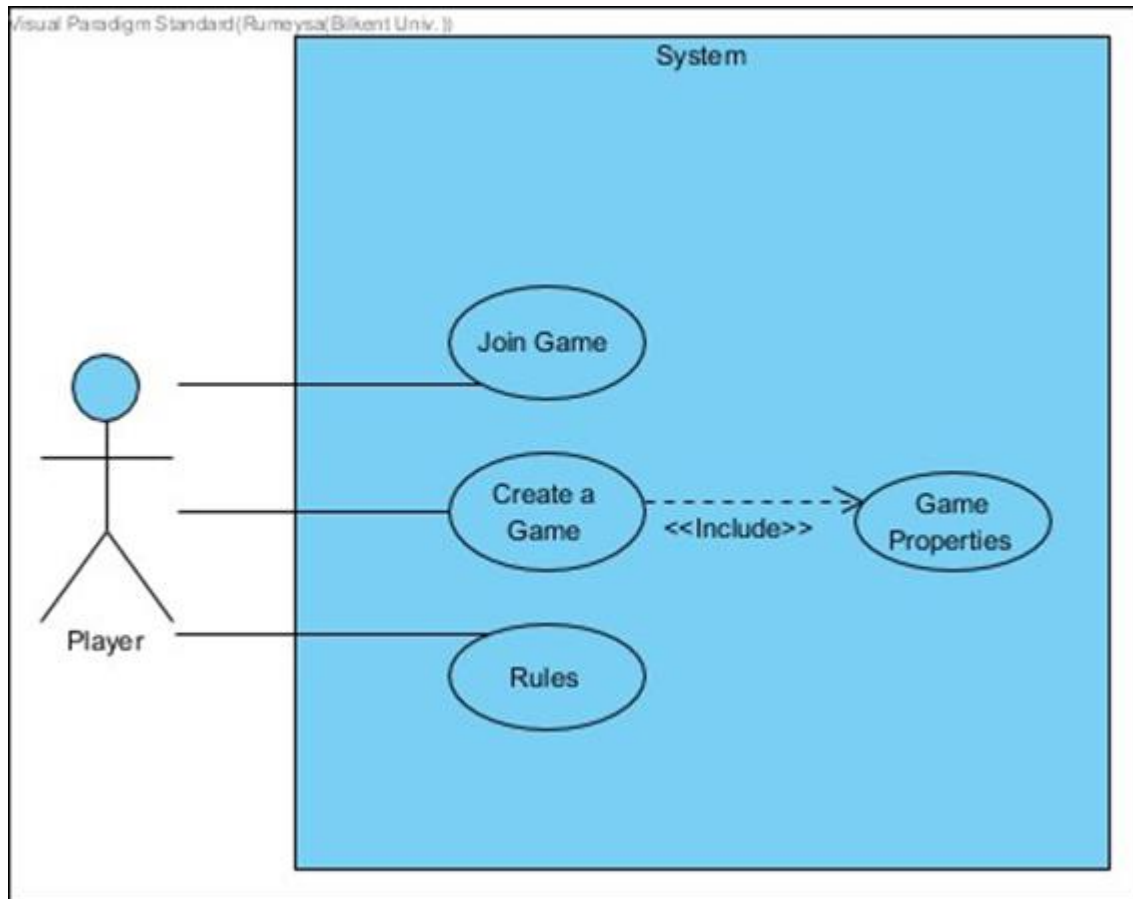 Visual Paradigm Standard(Rumeysa(Bilkent Univ.))
System
Join Game
Create a
Game
<<Include>>
Game
Properties
Player
Rules